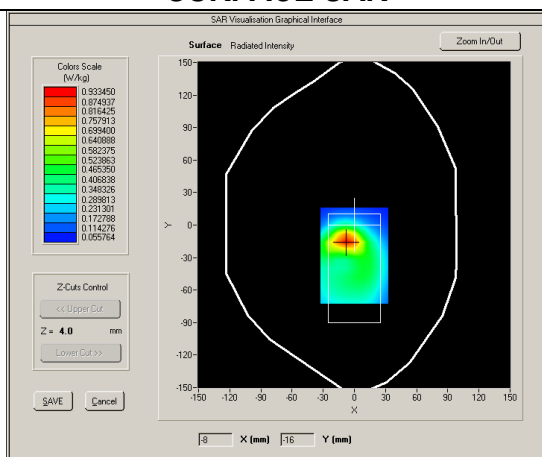 SAR Visualisation Graphical Interface
Surface Radiated Intensity
Zoom In/Out
Colors Scale
(W/kg)
0.933450
0.874937
0.816425
0.757913
0.699400
0.640888
0.582375
0.523863
0.465350
0.406838
0.348326
0.289813
0.231301
0.172788
0.114276
0.055764
Z-Cuts Control
<< Upper Cut
Z = 4.0 mm
Lower Cut >>
SAVE Cancel
150
120
90
60
30
0
-30
-60
-90
-120
-150
Y
-150 -120 -90 -60 -30 0 30 60 90 120 150
X
-8 X (mm) -16 Y (mm)